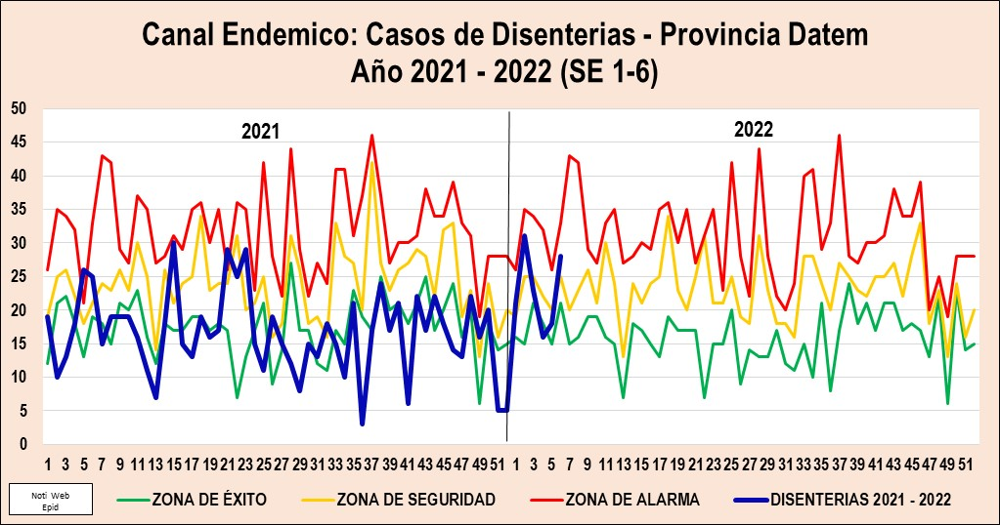 Canal Endemico: Casos de Disenterias - Provincia Datem
Año 2021 - 2022 (SE 1-6)
50
45
40
35
30
25
20
15
10
5
0
2021
2022
1 3 5 7 9 11 13 15 17 19 21 23 25 27 29 31 33 35 37 39 41 43 45 47 49 51 1 3 5 7 9 11 13 15 17 19 21 23 25 27 29 31 33 35 37 39 41 43 45 47 49 51
Noti Web
Epid
ZONA DE ÉXITO ZONA DE SEGURIDAD ZONA DE ALARMA DISENTERIAS 2021 - 2022